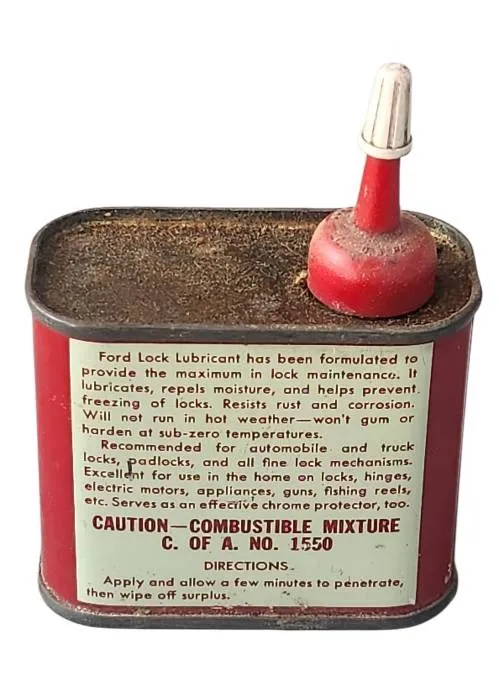 Ford Lock Lubricant has been formulated to
provide the maximum in lock maintenance. It
lubricates, repels moisture, and helps prevent
freezing of locks. Resists rust and corrosion.
Will not run in hot weather—won't gum or
harden at sub-zero temperatures.
Recommended for automobile and truck
locks, padlocks, and all fine lock mechanisms.
Excellent for use in the home on locks, hinges,
electric motors, appliances, guns, fishing reels,
etc. Serves as an effective chrome protector, too.
CAUTION—COMBUSTIBLE MIXTURE
C. OF A. NO. 1550
DIRECTIONS-
Apply and allow a few minutes to penetrate,
then wipe off surplus.